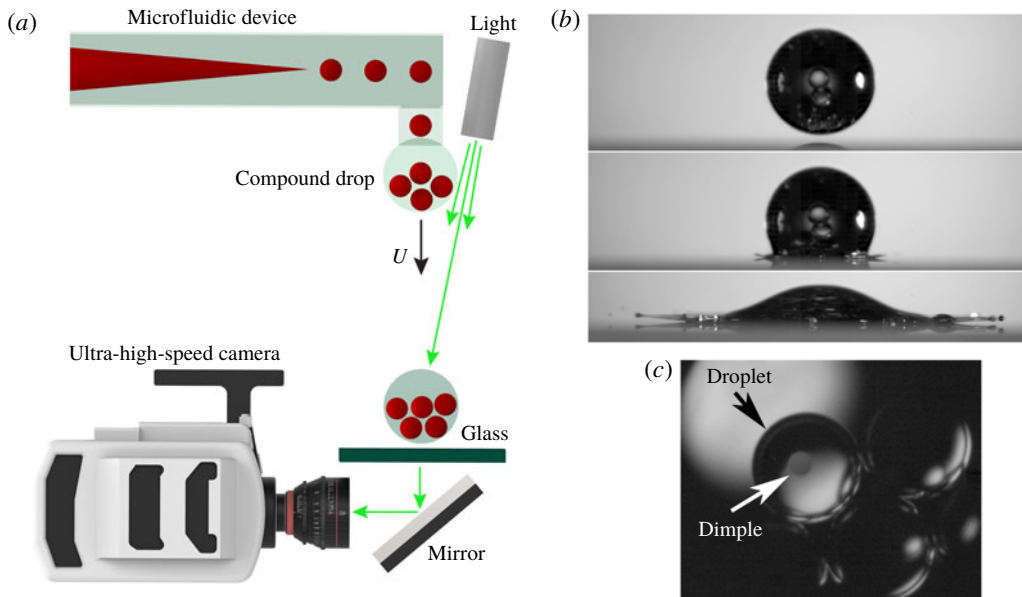 (a)
Microfluidic device
Light
Compound drop
U
Ultra-high-speed camera
Glass
Mirror
(b)
(c)
Droplet
Dimple